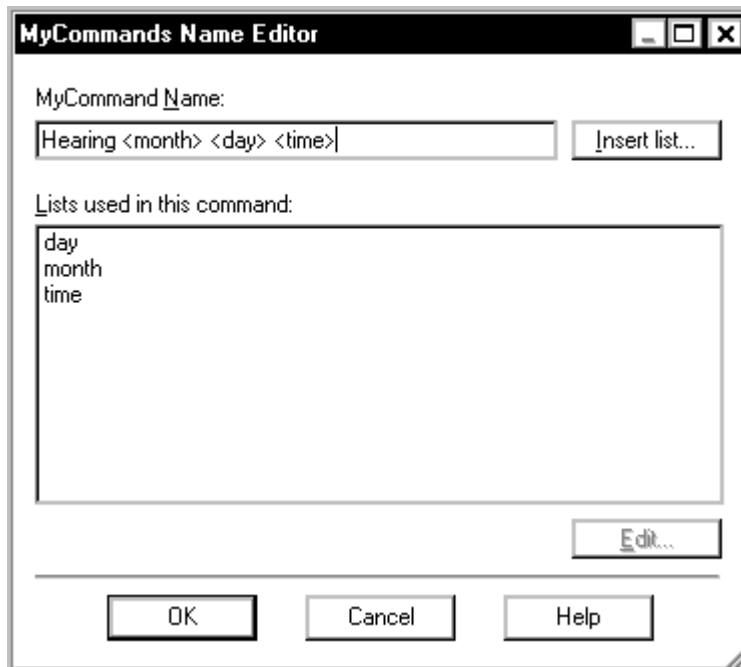 MyCommands Name Editor
MyCommand Name:
Hearing <month> <day> <time>
Insert list...
Lists used in this command:
day
month
time
Edit...
OK Cancel Help